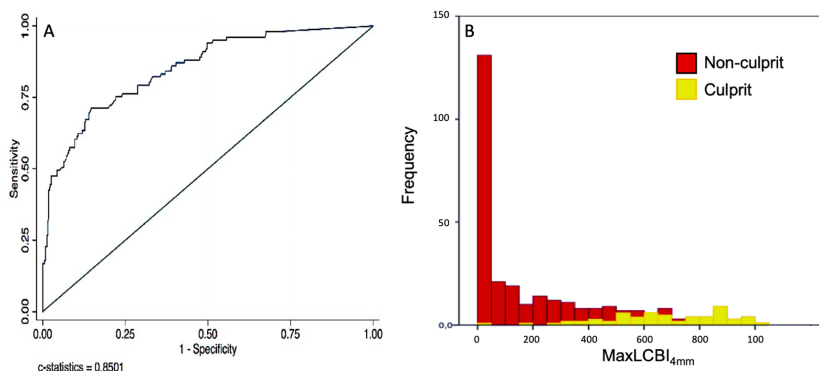 A
1.00
0.75
0.50
0.25
0.00
Sensitivity
0.00
0.25
0.50
0.75
1.00
1 - Specificity
c-statistics = 0.8501
B
150
100
50
0,0
Frequency
Non-culprit
Culprit
0
200
400
600
800
100
MaxLCBI4mm